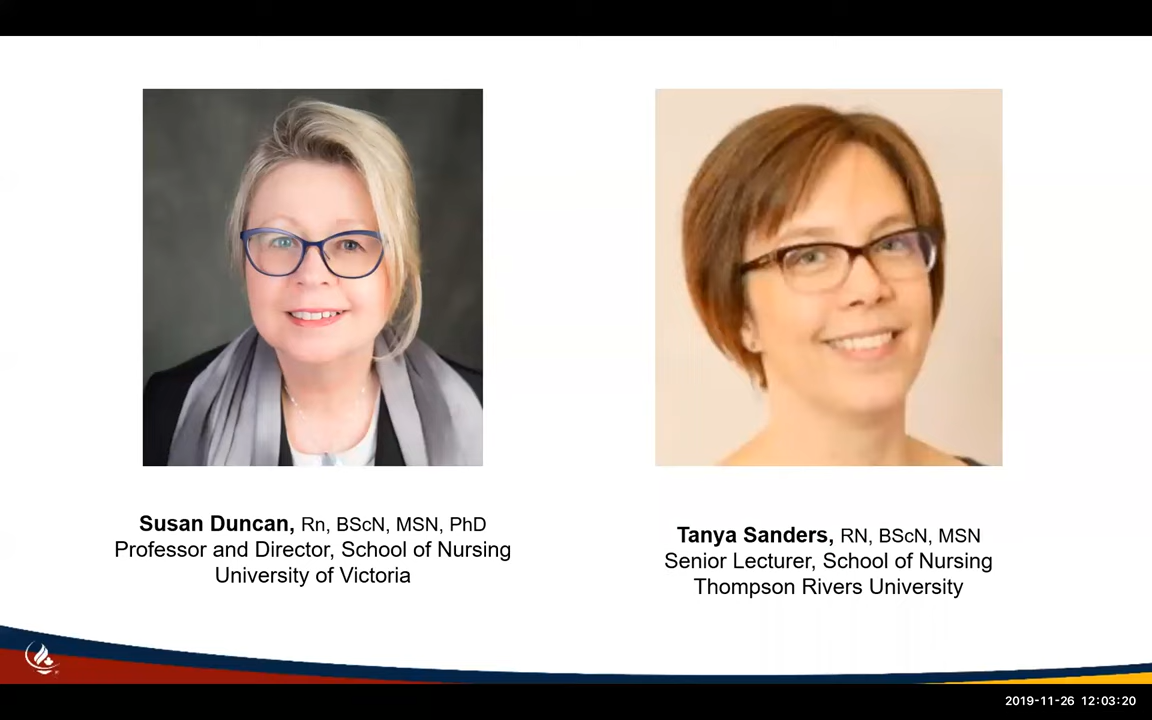 Susan Duncan, Rn, BScN, MSN, PhD
Professor and Director, School of Nursing
University of Victoria
Tanya Sanders, RN, BScN, MSN
Senior Lecturer, School of Nursing
Thompson Rivers University
2019-11-26 12:03:20